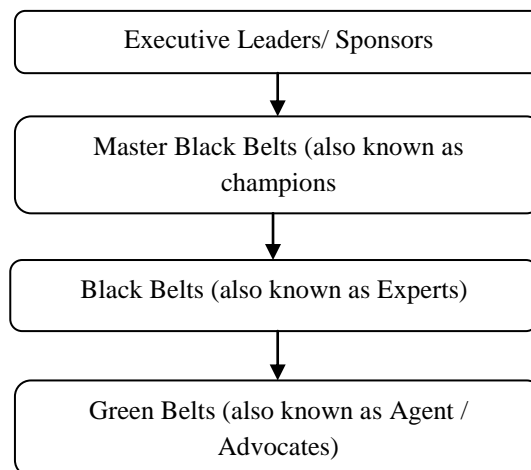 Executive Leaders/ Sponsors
Master Black Belts (also known as
champions
Black Belts (also known as Experts)
Green Belts (also known as Agent /
Advocates)